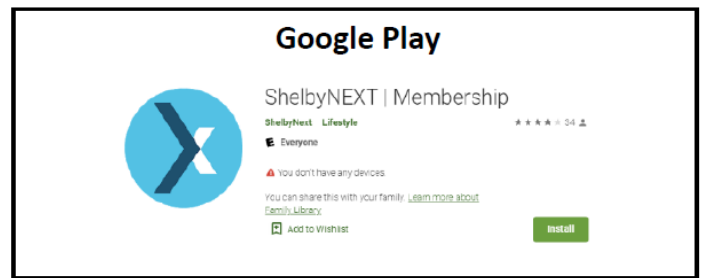 Google Play
ShelbyNEXT | Membership
ShelbyNext Lifestyle 34
E Everyone
You don't have any devices.
You can share this with your family. Learn more about
Family Library
Add to Wishlist
Install